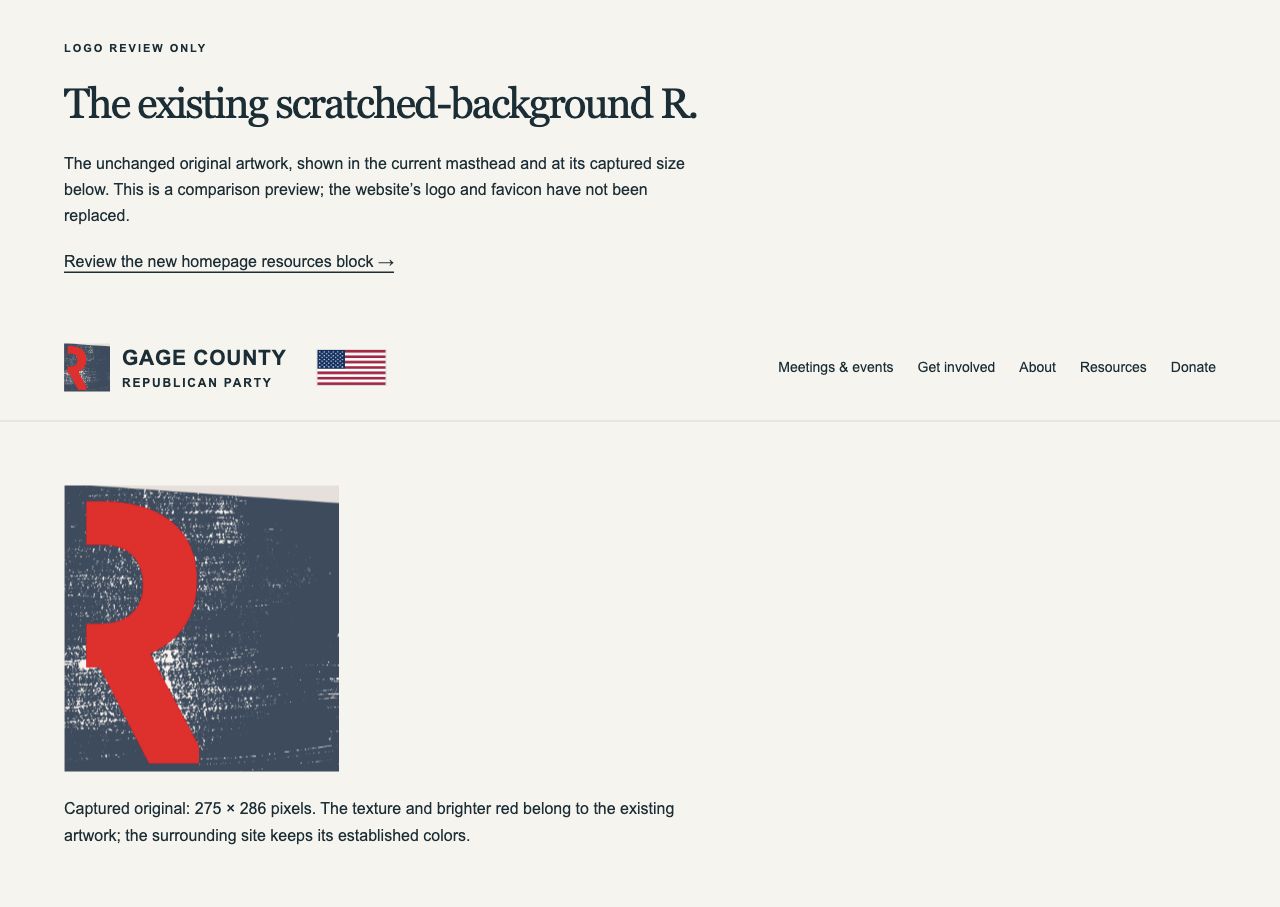 LOGO REVIEW ONLY
The existing scratched-background R.
The unchanged original artwork, shown in the current masthead and at its captured size
below. This is a comparison preview; the website’s logo and favicon have not been
replaced.
Review the new homepage resources block →
R
GAGE COUNTY
REPUBLICAN PARTY
Meetings & events
Get involved
About
Resources
Donate
R
Captured original: 275 × 286 pixels. The texture and brighter red belong to the existing
artwork; the surrounding site keeps its established colors.